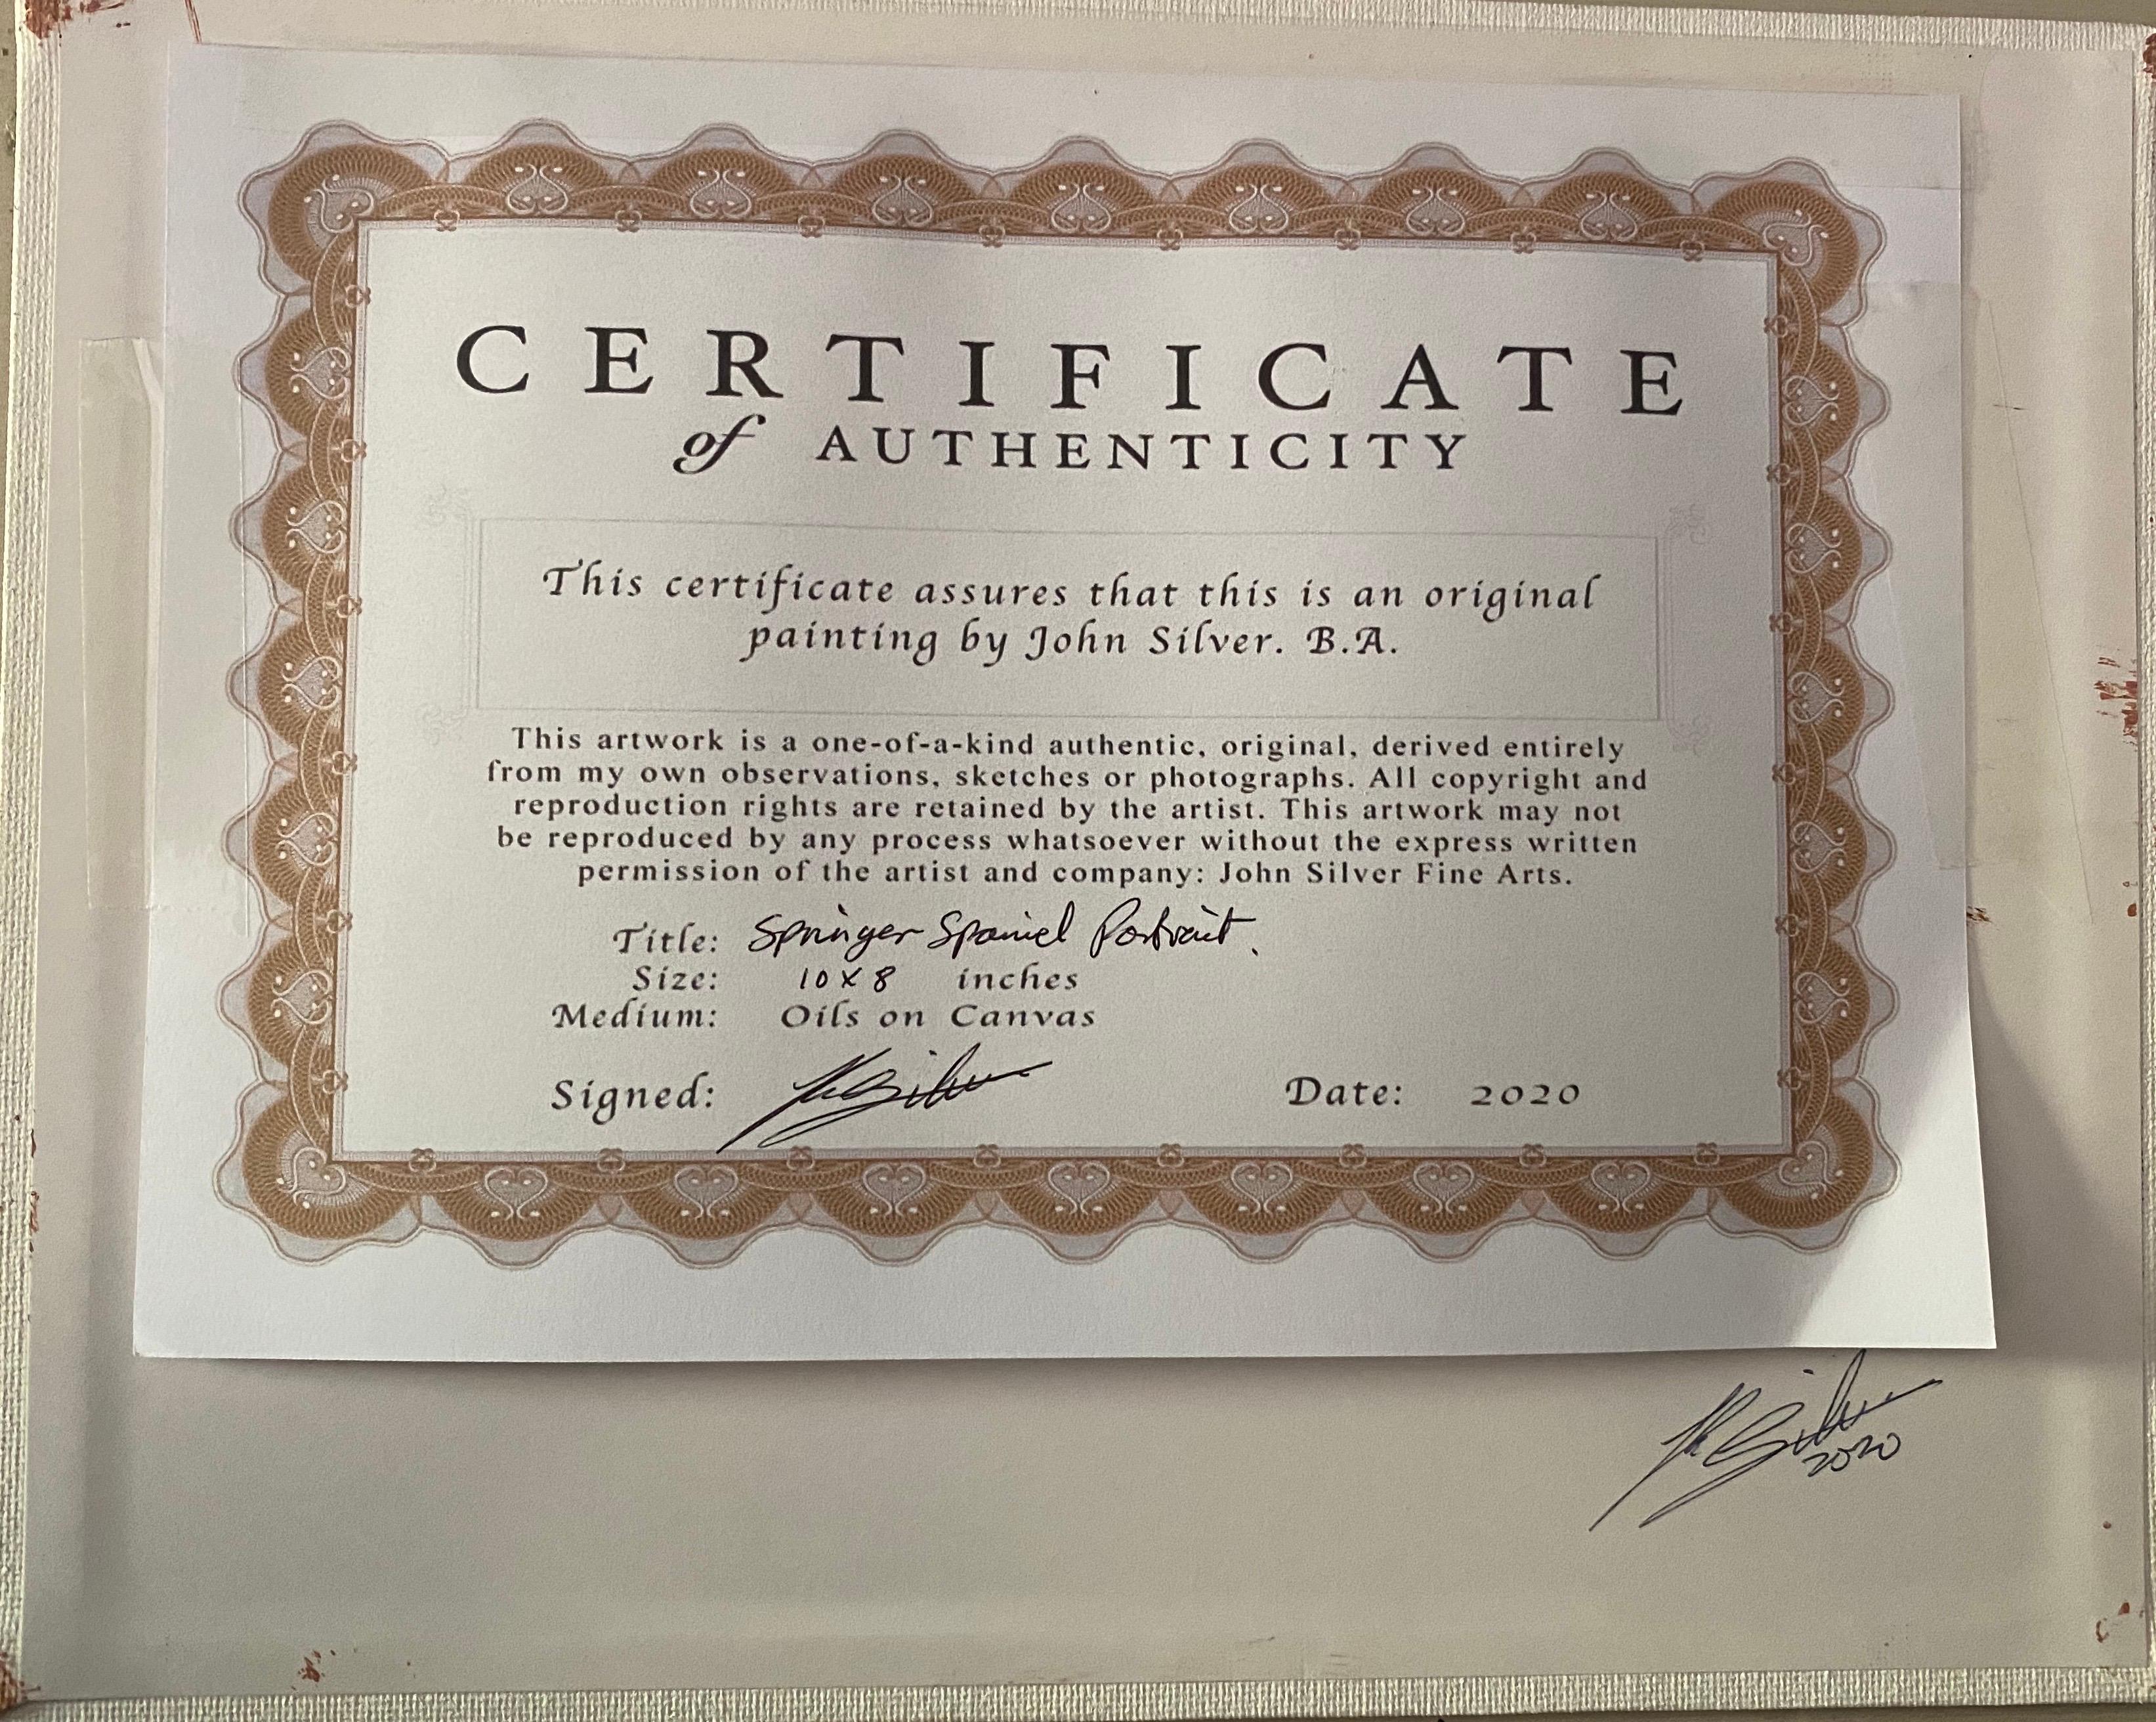 CERTIFICATE
of AUTHENTICITY
This certificate assures that this is an original
painting by John Silver. B.A.
This artwork is a one-of-a-kind authentic, original, derived entirely
from my own observations, sketches or photographs. All copyright and
reproduction rights are retained by the artist. This artwork may not
be reproduced by any process whatsoever without the express written
permission of the artist and company: John Silver Fine Arts.
Title: Springer Spaniel Portrait.
Size: 10 x 8 inches
Medium: Oils on Canvas
Signed: Date: 2020
2020